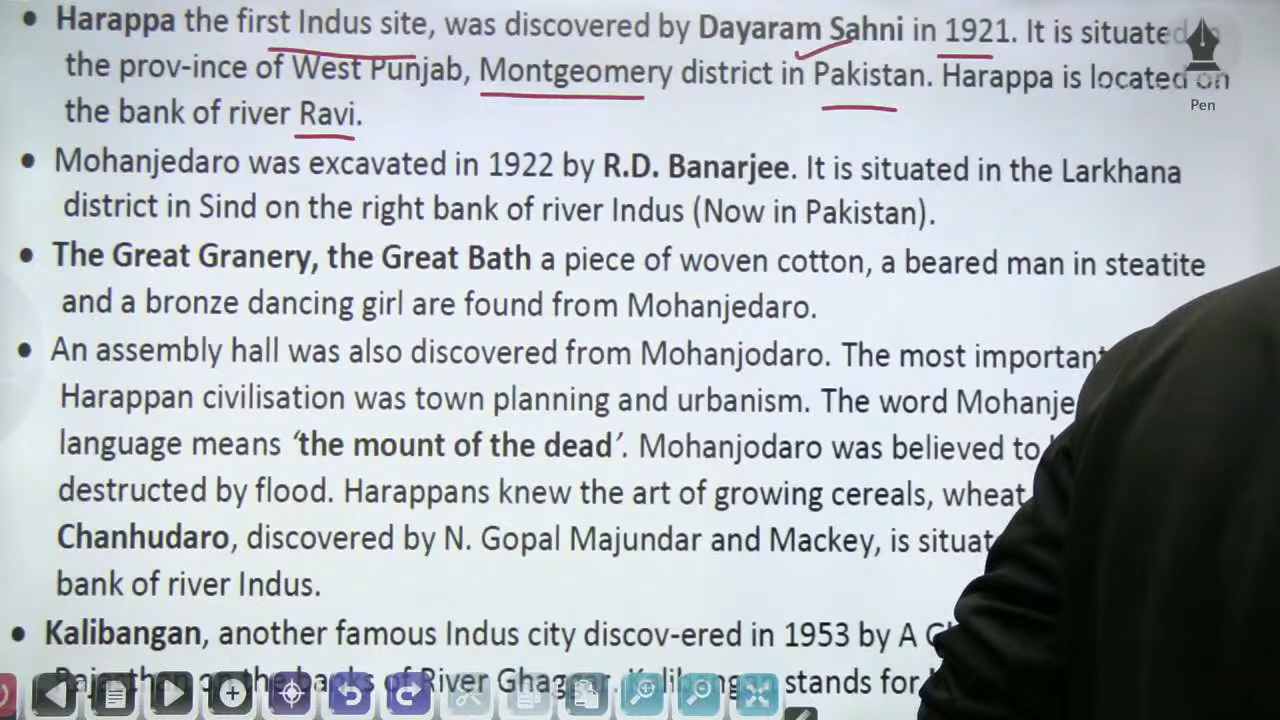 • Harappa the first Indus site, was discovered by Dayaram Sahni in 1921. It is situated
the prov-ince of West Punjab, Montgeomery district in Pakistan. Harappa is located on
Pen
the bank of river Ravi.
• Mohanjedaro was excavated in 1922 by R.D. Banarjee. It is situated in the Larkhana
district in Sind on the right bank of river Indus (Now in Pakistan).
• The Great Granery, the Great Bath a piece of woven cotton, a beared man in steatite
and a bronze dancing girl are found from Mohanjedaro.
• An assembly hall was also discovered from Mohanjodaro. The most important
Harappan civilisation was town planning and urbanism. The word Mohanje
language means 'the mount of the dead'. Mohanjodaro was believed to
destructed by flood. Harappans knew the art of growing cereals, wheat
Chanhudaro, discovered by N. Gopal Majundar and Mackey, is situat
bank of river Indus.
• Kalibangan, another famous Indus city discov-ered in 1953 by A
Rajasthan on the banks of River Ghaggar. Kalibangan stands for